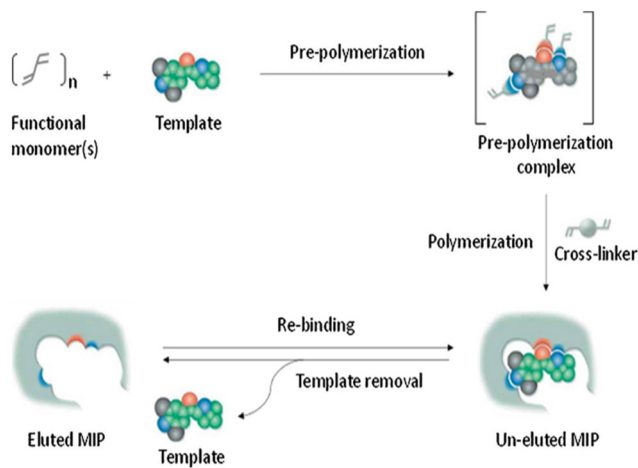 n
+
Pre-polymerization
Functional
monomer(s)
Template
Pre-polymerization
complex
Polymerization
Cross-linker
Re-binding
Template removal
Eluted MIP
Template
Un-eluted MIP